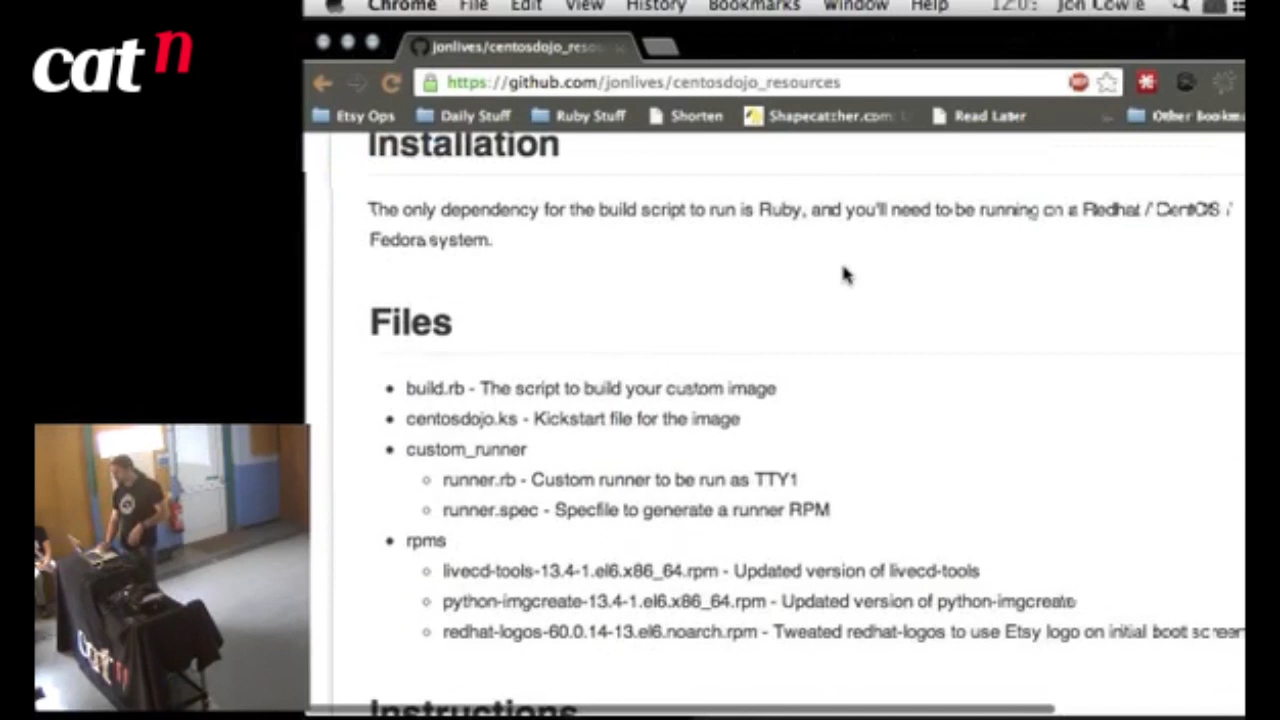 cat n
Chrome File Edit View History Bookmarks Window Help Jon Cowie
jonlives/centosdojo_reso
https://github.com/jonlives/centosdojo_resources
Etsy Ops Daily Stuff Ruby Stuff Shorten Shapecatcher.com: Read Later Other Bookm
Installation
The only dependency for the build script to run is Ruby, and you'll need to be running on a Redhat / CentOS /
Fedora system.
Files
build.rb - The script to build your custom image
centosdojo.ks - Kickstart file for the image
custom_runner
runner.rb - Custom runner to be run as TTY1
runner.spec - Specfile to generate a runner RPM
rpms
livecd-tools-13.4-1.el6.x86_64.rpm - Updated version of livecd-tools
python-imgcreate-13.4-1.el6.x86_64.rpm - Updated version of python-imgcreate
redhat-logos-60.0.14-13.el6.noarch.rpm - Tweated redhat-logos to use Etsy logo on initial boot screen
Instructions
cat n